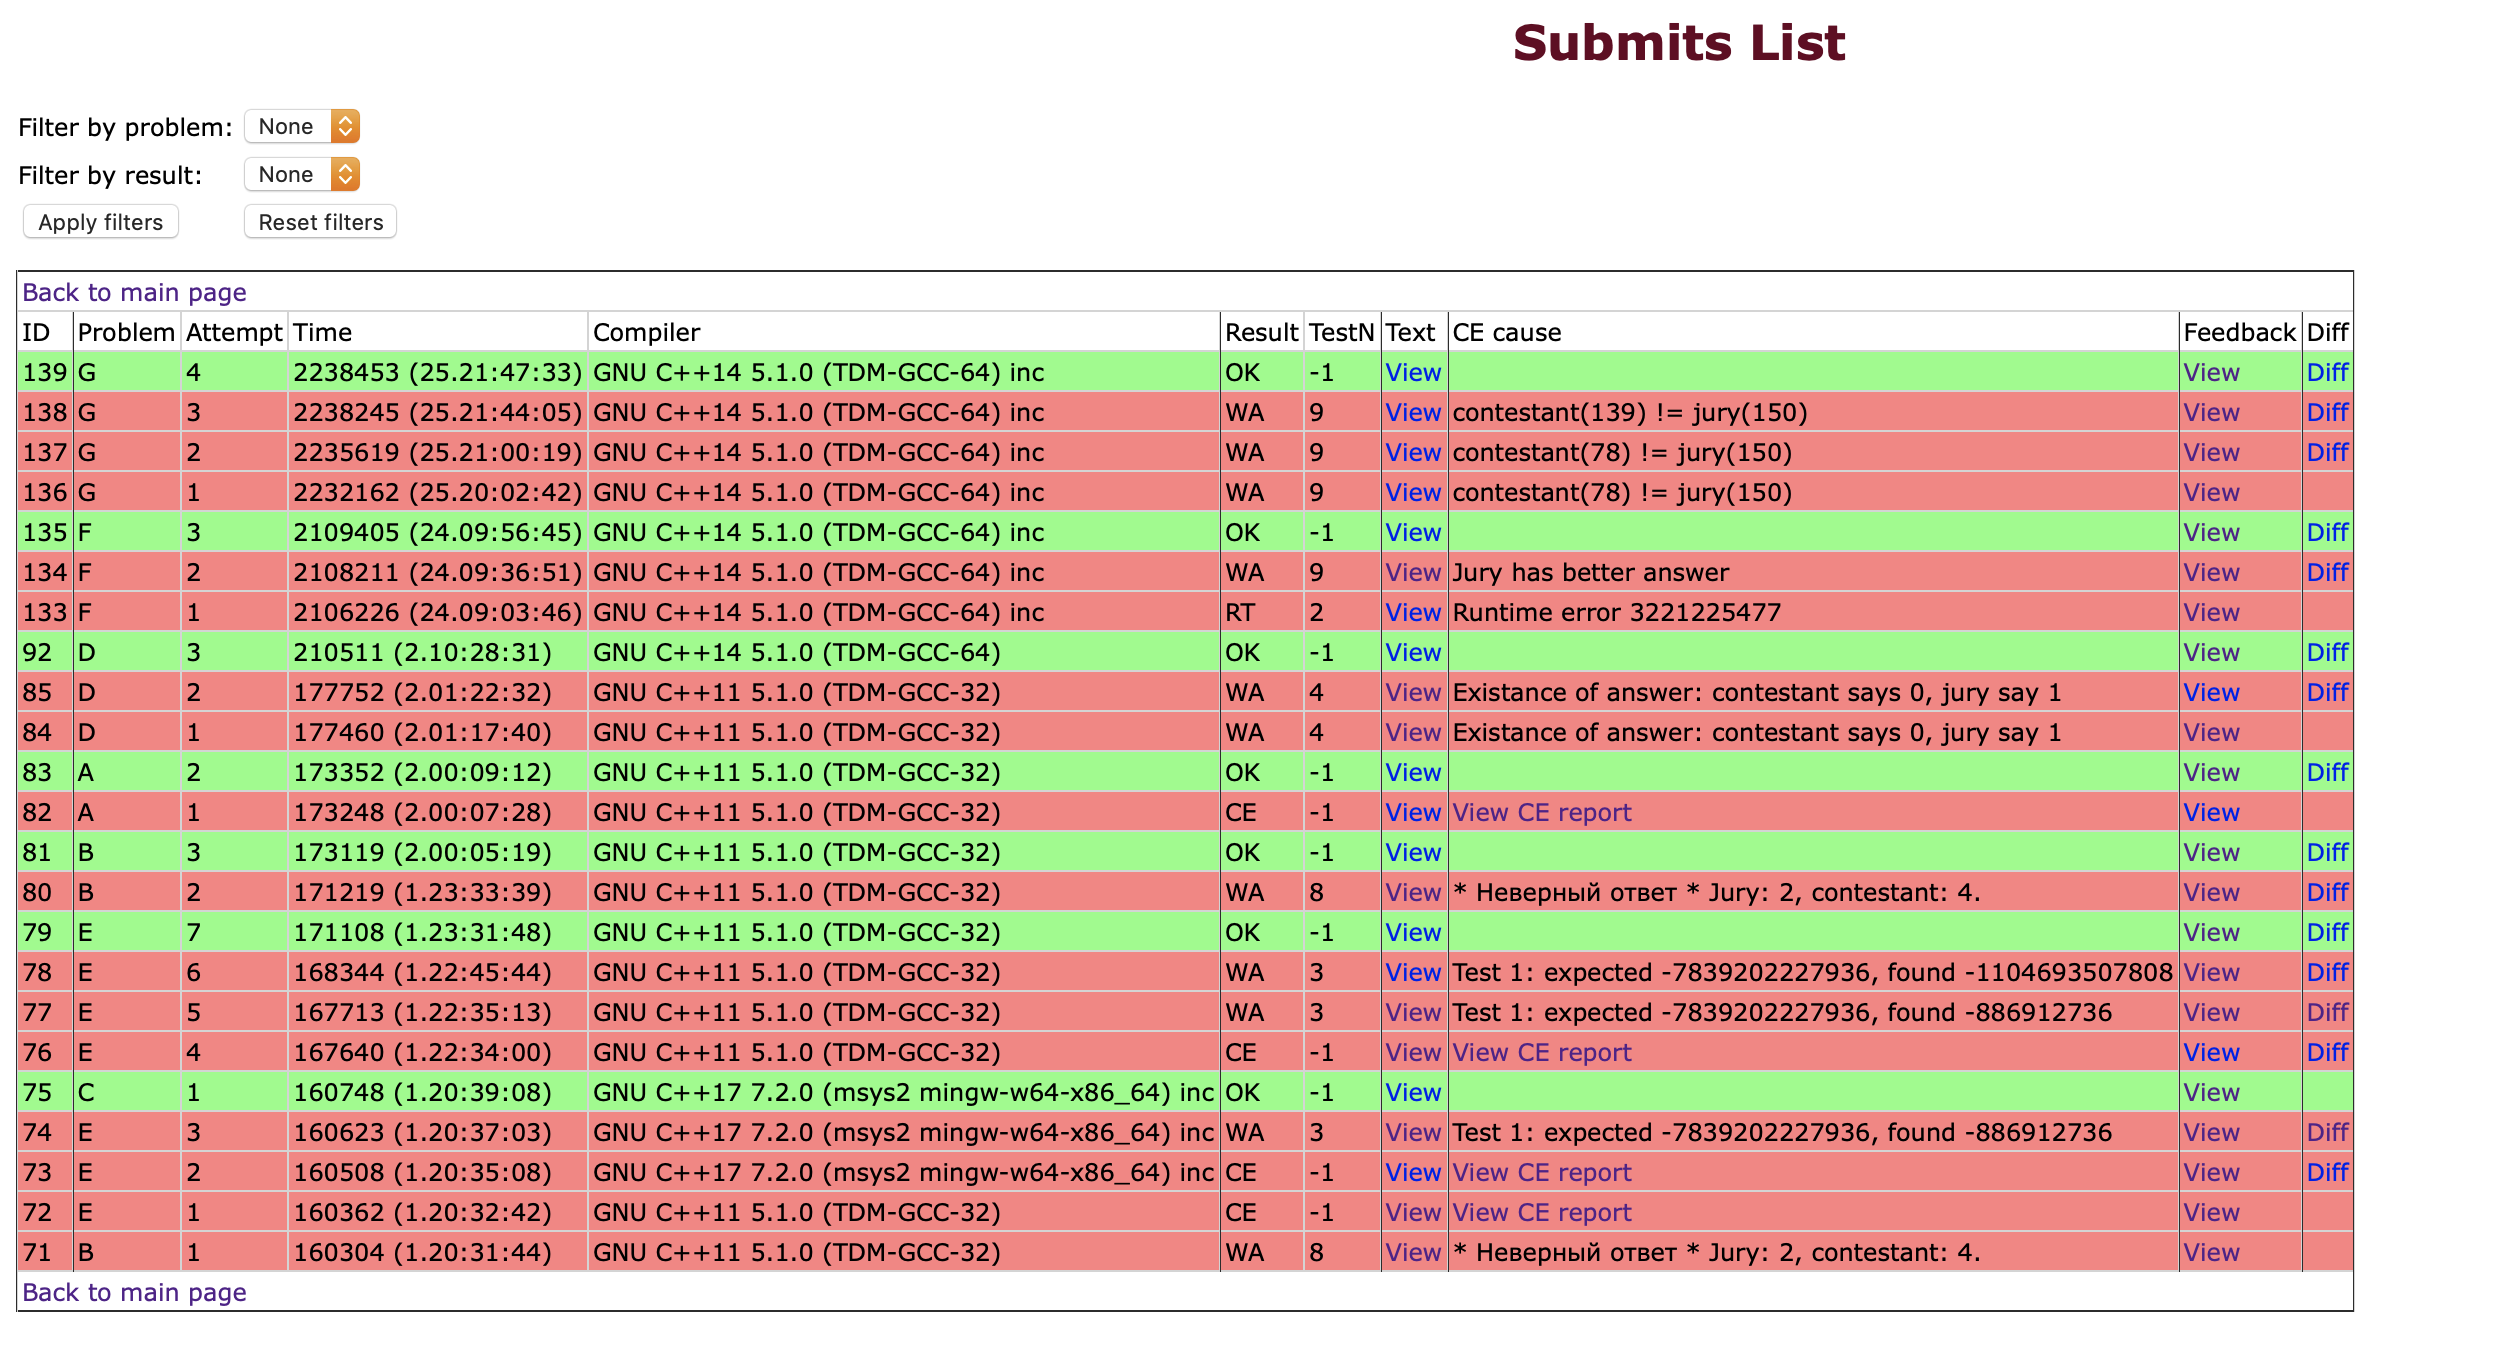 Submits List
Filter by problem: None
Filter by result: None
Apply filters Reset filters
Back to main page
ID Problem Attempt Time Compiler Result TestN Text CE cause Feedback Diff
139 G 4 2238453 (25.21:47:33) GNU C++14 5.1.0 (TDM-GCC-64) inc OK -1 View View Diff
138 G 3 2238245 (25.21:44:05) GNU C++14 5.1.0 (TDM-GCC-64) inc WA 9 View contestant(139) != jury(150) View Diff
137 G 2 2235619 (25.21:00:19) GNU C++14 5.1.0 (TDM-GCC-64) inc WA 9 View contestant(78) != jury(150) View Diff
136 G 1 2232162 (25.20:02:42) GNU C++14 5.1.0 (TDM-GCC-64) inc WA 9 View contestant(78) != jury(150) View
135 F 3 2109405 (24.09:56:45) GNU C++14 5.1.0 (TDM-GCC-64) inc OK -1 View View Diff
134 F 2 2108211 (24.09:36:51) GNU C++14 5.1.0 (TDM-GCC-64) inc WA 9 View Jury has better answer View Diff
133 F 1 2106226 (24.09:03:46) GNU C++14 5.1.0 (TDM-GCC-64) inc RT 2 View Runtime error 3221225477 View
92 D 3 210511 (2.10:28:31) GNU C++14 5.1.0 (TDM-GCC-64) OK -1 View View Diff
85 D 2 177752 (2.01:22:32) GNU C++11 5.1.0 (TDM-GCC-32) WA 4 View Existance of answer: contestant says 0, jury say 1 View Diff
84 D 1 177460 (2.01:17:40) GNU C++11 5.1.0 (TDM-GCC-32) WA 4 View Existance of answer: contestant says 0, jury say 1 View
83 A 2 173352 (2.00:09:12) GNU C++11 5.1.0 (TDM-GCC-32) OK -1 View View Diff
82 A 1 173248 (2.00:07:28) GNU C++11 5.1.0 (TDM-GCC-32) CE -1 View View CE report View
81 B 3 173119 (2.00:05:19) GNU C++11 5.1.0 (TDM-GCC-32) OK -1 View View Diff
80 B 2 171219 (1.23:33:39) GNU C++11 5.1.0 (TDM-GCC-32) WA 8 View * Неверный ответ * Jury: 2, contestant: 4. View Diff
79 E 7 171108 (1.23:31:48) GNU C++11 5.1.0 (TDM-GCC-32) OK -1 View View Diff
78 E 6 168344 (1.22:45:44) GNU C++11 5.1.0 (TDM-GCC-32) WA 3 View Test 1: expected -7839202227936, found -1104693507808 View Diff
77 E 5 167713 (1.22:35:13) GNU C++11 5.1.0 (TDM-GCC-32) WA 3 View Test 1: expected -7839202227936, found -886912736 View Diff
76 E 4 167640 (1.22:34:00) GNU C++11 5.1.0 (TDM-GCC-32) CE -1 View View CE report View Diff
75 C 1 160748 (1.20:39:08) GNU C++17 7.2.0 (msys2 mingw-w64-x86_64) inc OK -1 View View
74 E 3 160623 (1.20:37:03) GNU C++17 7.2.0 (msys2 mingw-w64-x86_64) inc WA 3 View Test 1: expected -7839202227936, found -886912736 View Diff
73 E 2 160508 (1.20:35:08) GNU C++17 7.2.0 (msys2 mingw-w64-x86_64) inc CE -1 View View CE report View Diff
72 E 1 160362 (1.20:32:42) GNU C++11 5.1.0 (TDM-GCC-32) CE -1 View View CE report View
71 B 1 160304 (1.20:31:44) GNU C++11 5.1.0 (TDM-GCC-32) WA 8 View * Неверный ответ * Jury: 2, contestant: 4. View
Back to main page